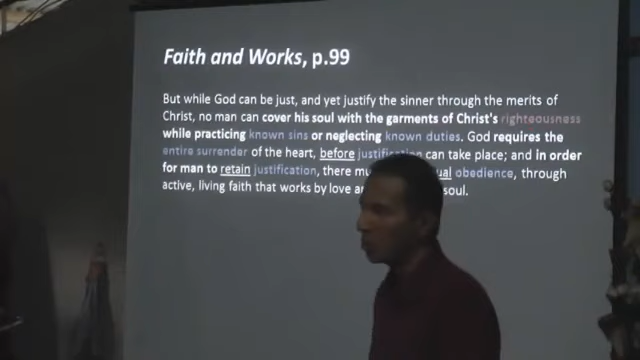 Faith and Works, p.99
But while God can be just, and yet justify the sinner through the merits of
Christ, no man can cover his soul with the garments of Christ's righteousness
while practicing known sins or neglecting known duties. God requires the
entire surrender of the heart, before justification can take place; and in order
for man to retain justification, there obedience, through
active, living faith that works by love soul.